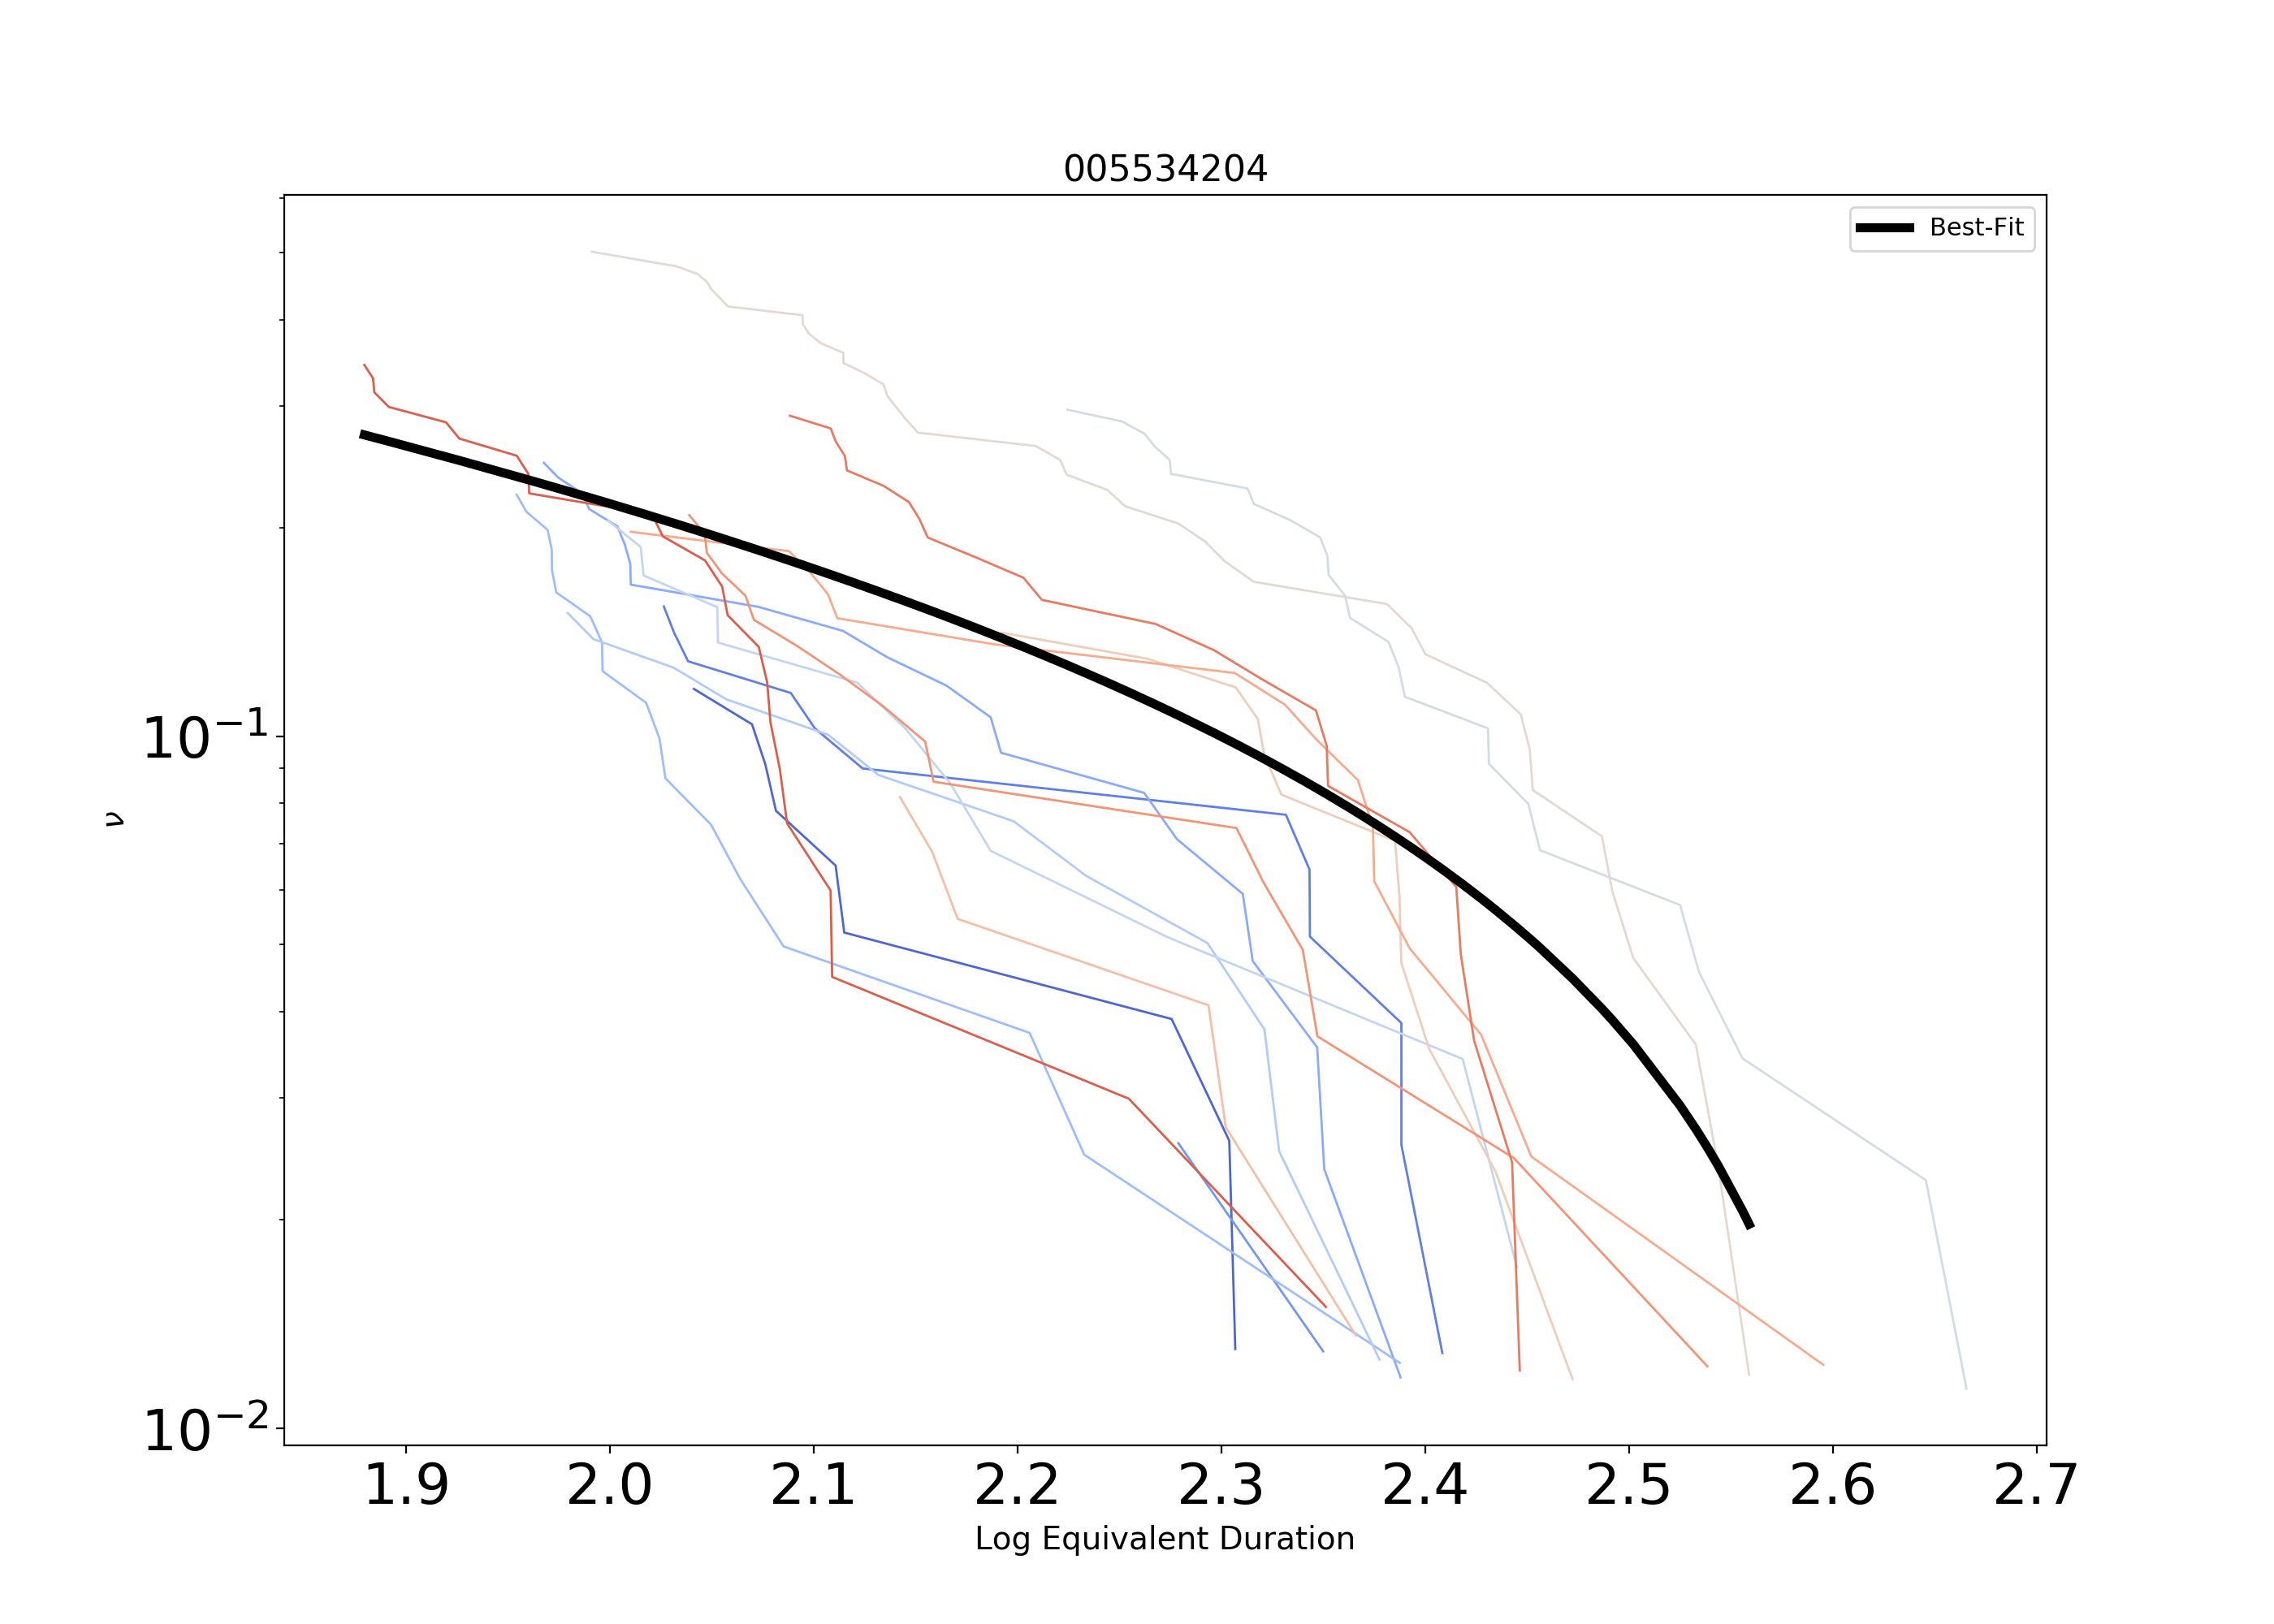 005534204
Best-Fit
10⁻¹
ν
10⁻²
1.9 2.0 2.1 2.2 2.3 2.4 2.5 2.6 2.7
Log Equivalent Duration